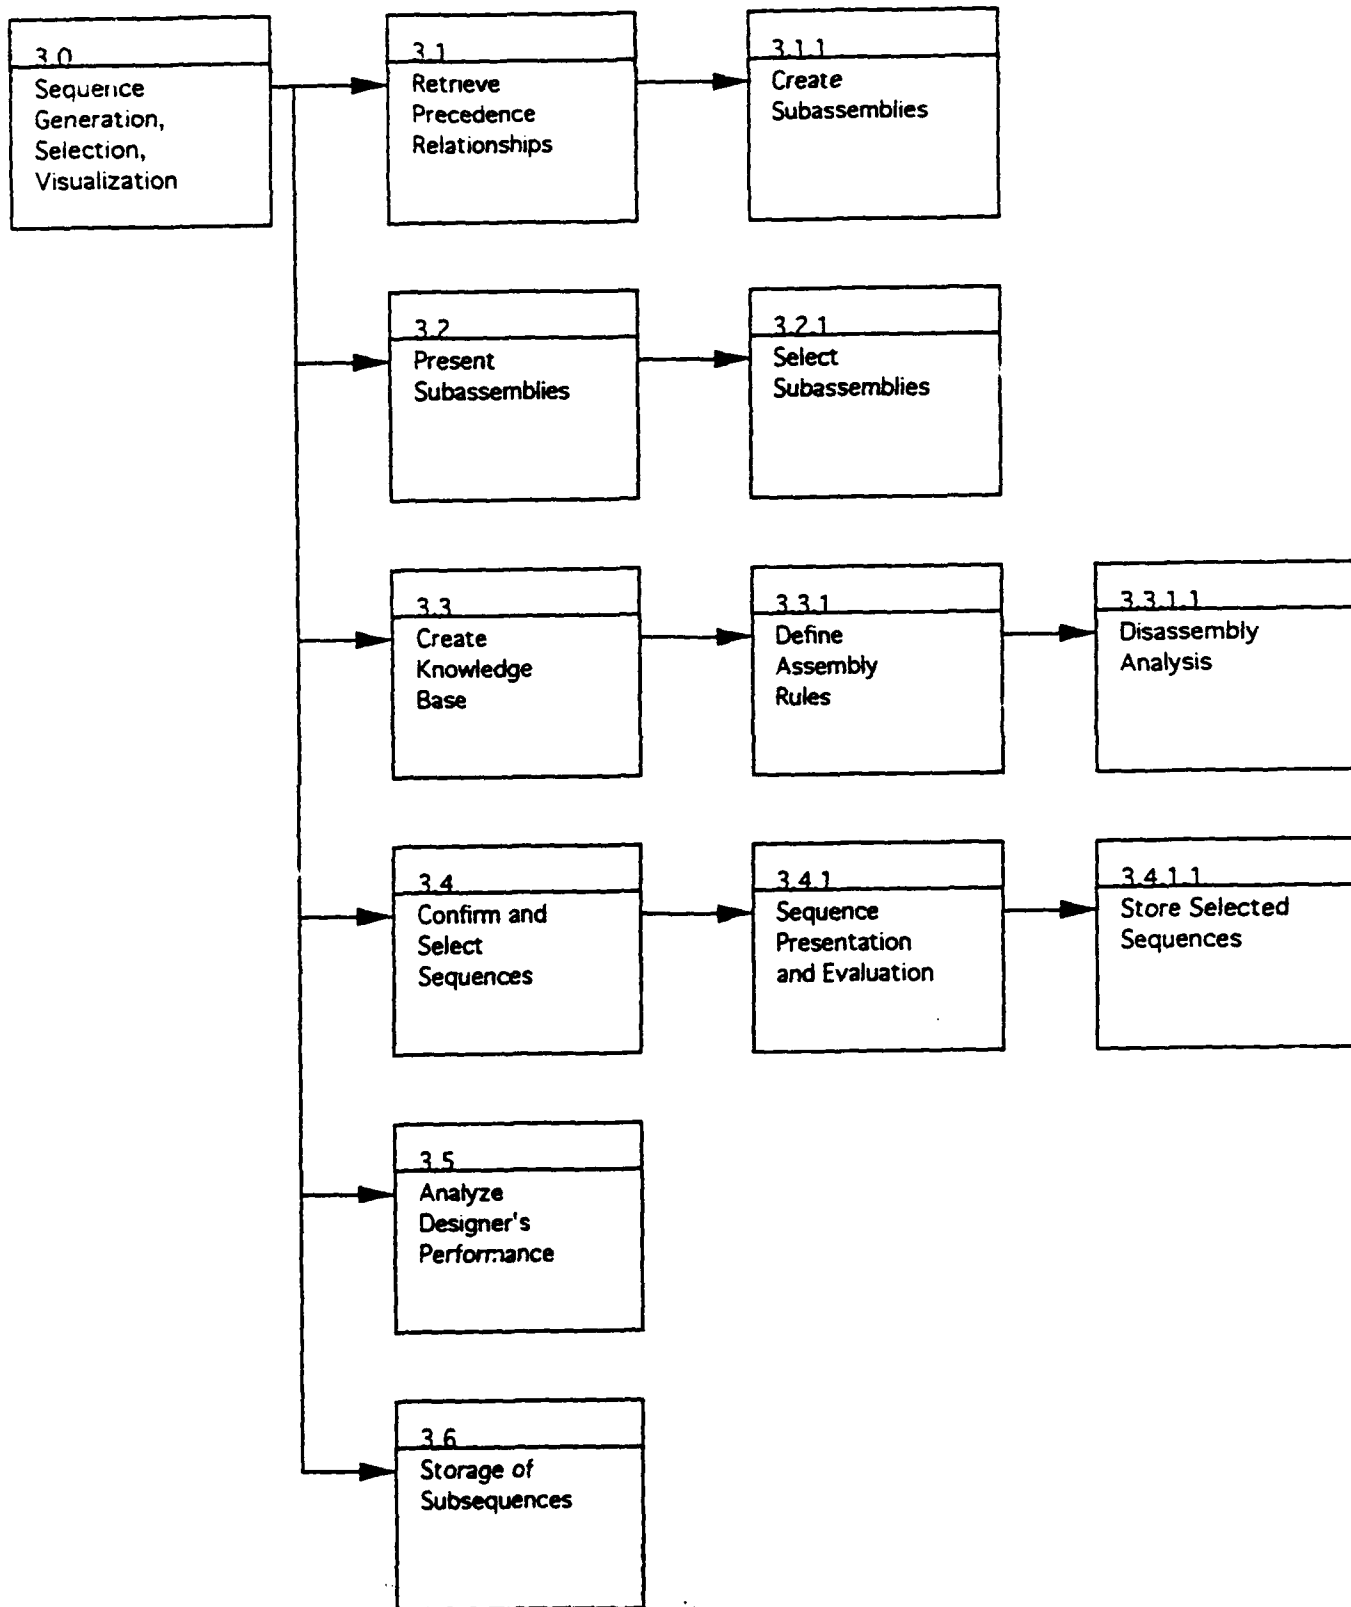 3.0
Sequence
Generation,
Selection,
Visualization
3.1
Retrieve
Precedence
Relationships
3.1.1
Create
Subassemblies
3.2
Present
Subassemblies
3.2.1
Select
Subassemblies
3.3
Create
Knowledge
Base
3.3.1
Define
Assembly
Rules
3.3.1.1
Disassembly
Analysis
3.4
Confirm and
Select
Sequences
3.4.1
Sequence
Presentation
and Evaluation
3.4.1.1
Store Selected
Sequences
3.5
Analyze
Designer's
Performance
3.6
Storage of
Subsequences